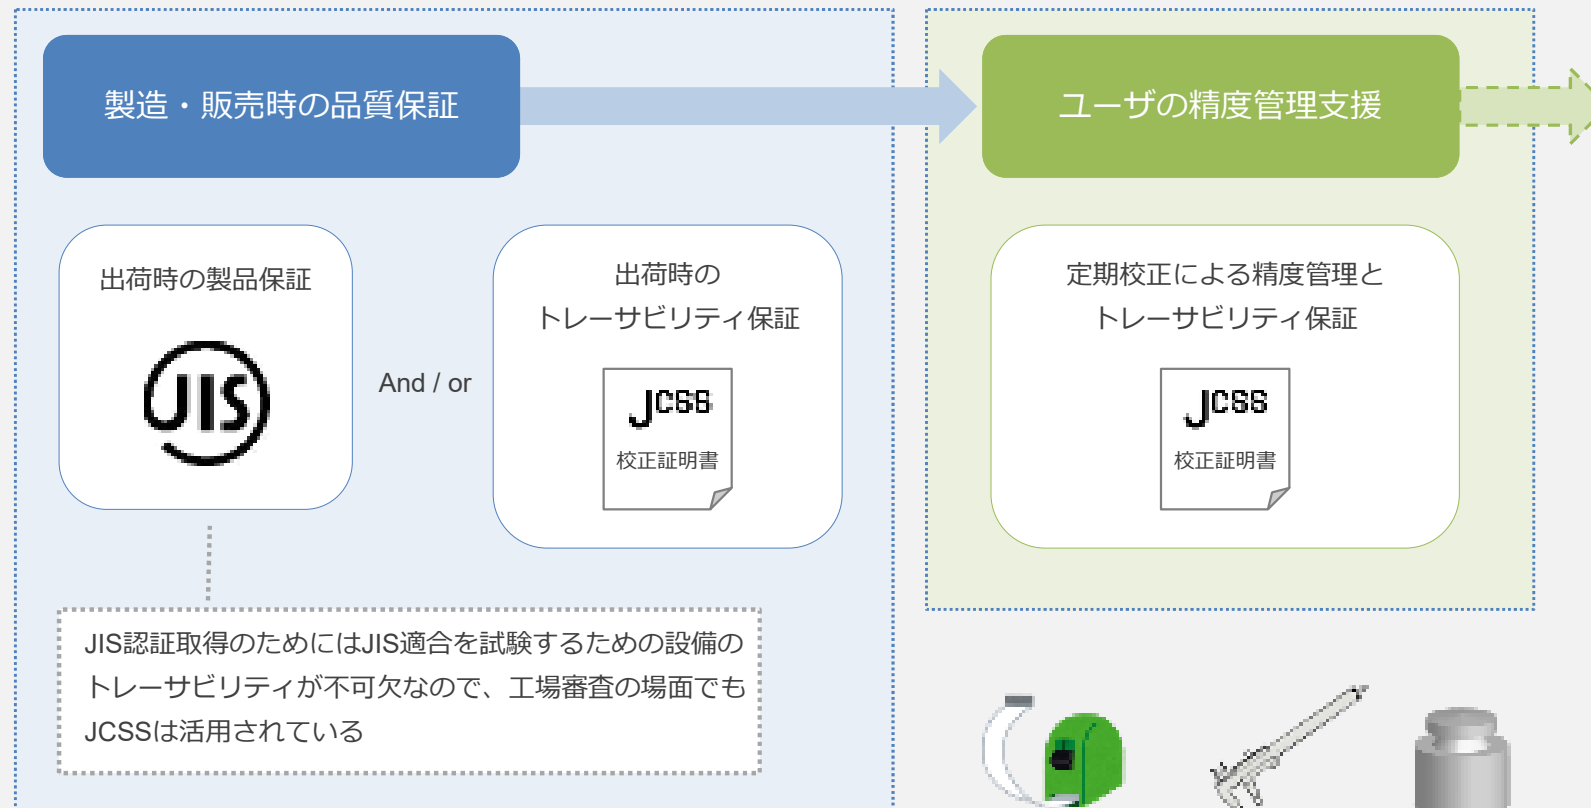 製造・販売時の品質保証
ユーザの精度管理支援
出荷時の製品保証
JIS
And / or
出荷時の
トレーサビリティ保証
JCSS
校正証明書
定期校正による精度管理と
トレーサビリティ保証
JCSS
校正証明書
JIS認証取得のためにはJIS適合を試験するための設備の
トレーサビリティが不可欠なので、工場審査の場面でも
JCSSは活用されている